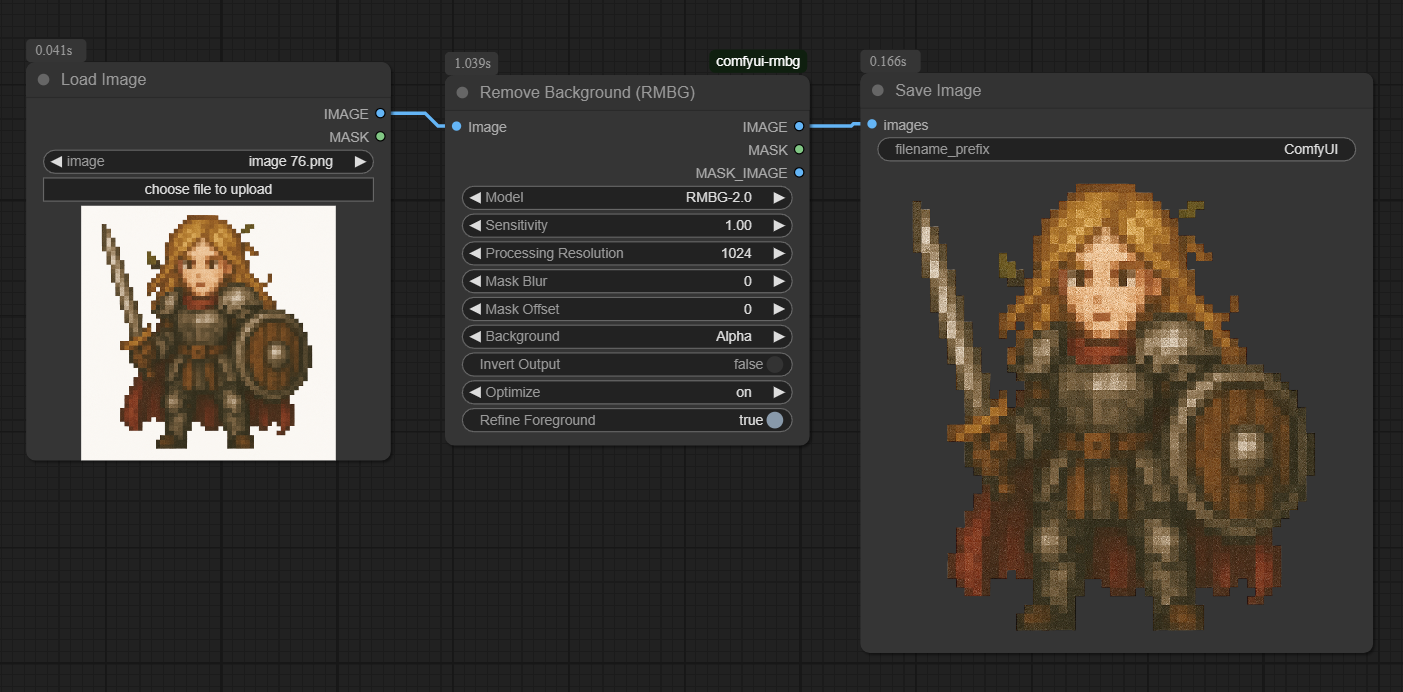 0.041s
Load Image
IMAGE
MASK
image image 76.png
choose file to upload
1.039s
comfyui-rmbg
Remove Background (RMBG)
Image IMAGE
MASK
MASK_IMAGE
Model RMBG-2.0
Sensitivity 1.00
Processing Resolution 1024
Mask Blur 0
Mask Offset 0
Background Alpha
Invert Output false
Optimize on
Refine Foreground true
0.166s
Save Image
images
filename_prefix ComfyUI